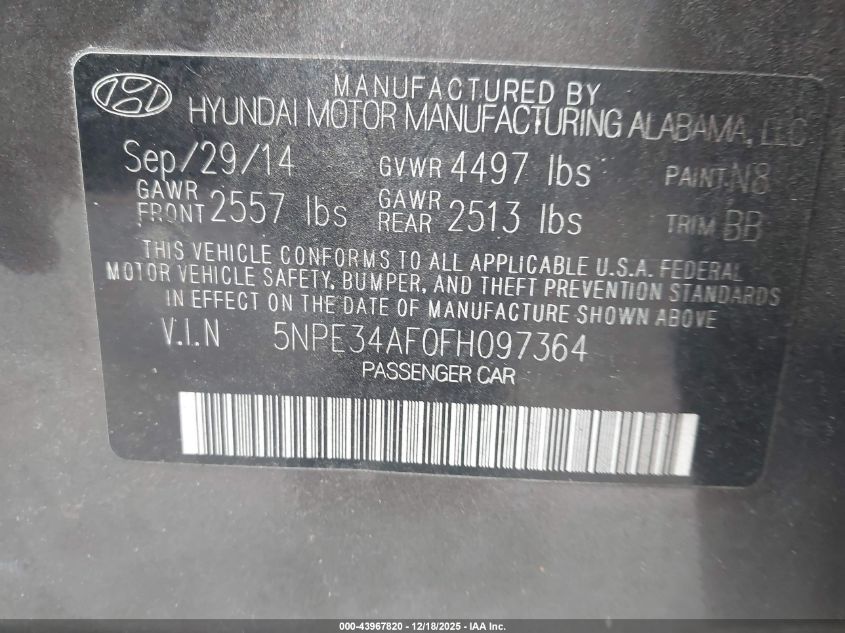 MANUFACTURED BY
HYUNDAI MOTOR MANUFACTURING ALABAMA, LLC
Sep/29/14 GVWR 4497 lbs PAINT N8
GAWR FRONT 2557 lbs GAWR REAR 2513 lbs TRIM BB
THIS VEHICLE CONFORMS TO ALL APPLICABLE U.S.A. FEDERAL
MOTOR VEHICLE SAFETY, BUMPER, AND THEFT PREVENTION STANDARDS
IN EFFECT ON THE DATE OF MANUFACTURE SHOWN ABOVE
V.I.N 5NPE34AF0FH097364
PASSENGER CAR
000-43967820 - 12/18/2025 - IAA Inc.